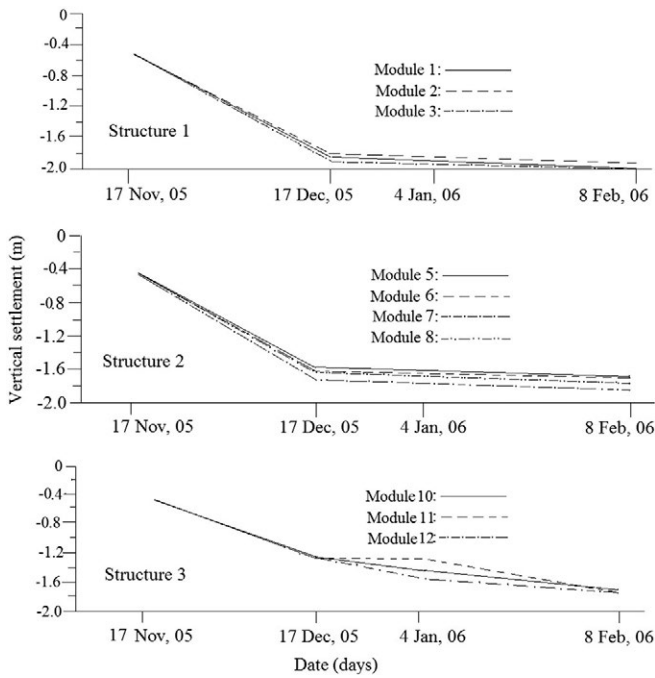 0
-0.4
-0.8
-1.2
-1.6
-2.0
Module 1:
Module 2:
Module 3:
Structure 1
17 Nov, 05 17 Dec, 05 4 Jan, 06 8 Feb, 06
Vertical settlement (m)
0
-0.4
-0.8
-1.2
-1.6
-2.0
Module 5:
Module 6:
Module 7:
Module 8:
Structure 2
17 Nov, 05 17 Dec, 05 4 Jan, 06 8 Feb, 06
0
-0.4
-0.8
-1.2
-1.6
-2.0
Module 10:
Module 11:
Module 12:
Structure 3
17 Nov, 05 17 Dec, 05 4 Jan, 06 8 Feb, 06
Date (days)